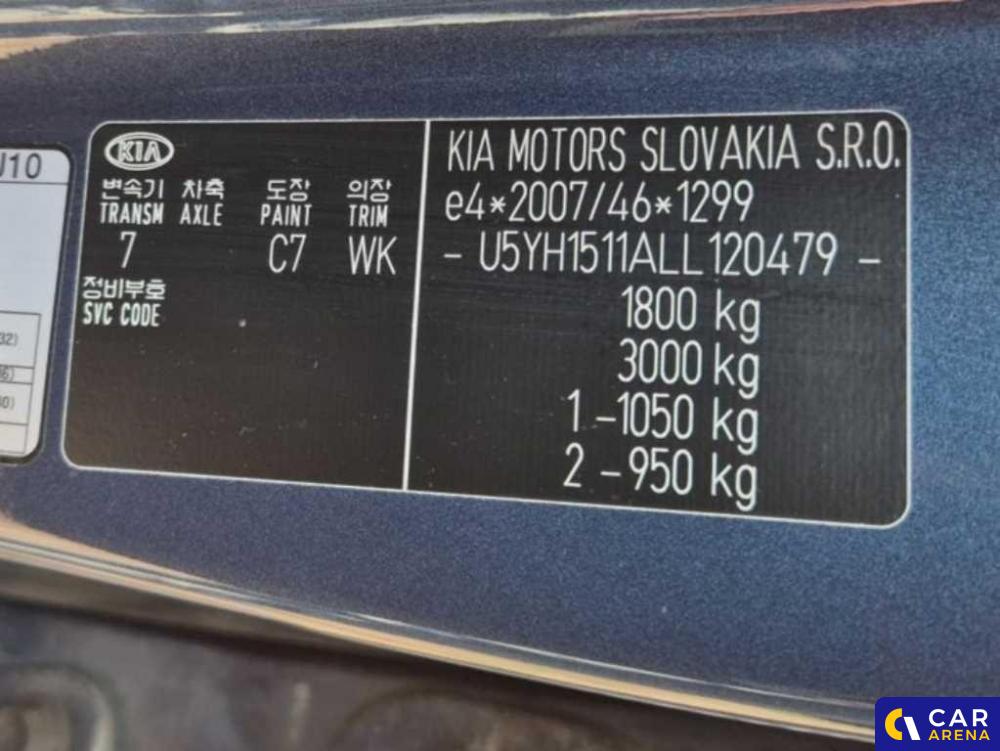 J10
32)
KIA
변속기 차축 도장 의장
TRANSM AXLE PAINT TRIM
7 C7 WK
정비부호
SVC CODE
KIA MOTORS SLOVAKIA S.R.O.
e4*2007/46*1299
- U5YH1511ALL120479 -
1800 kg
3000 kg
1 -1050 kg
2 -950 kg
CAR
ARENA